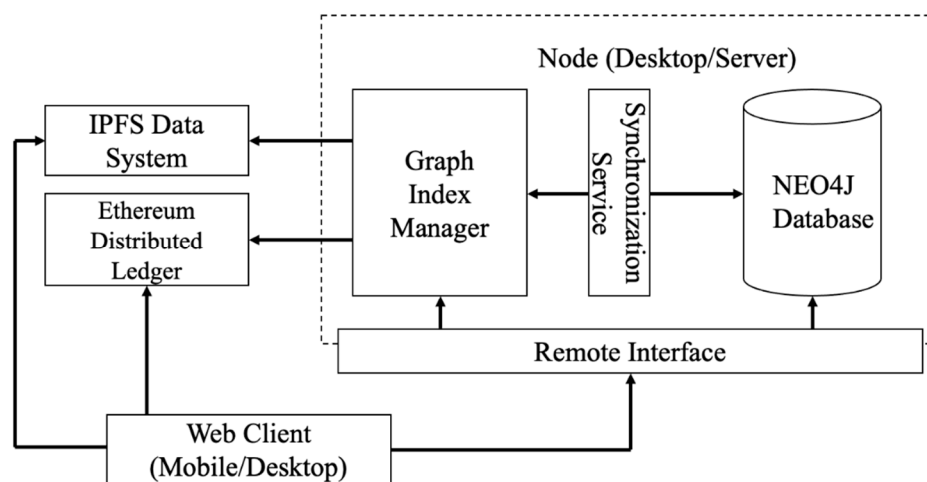 Node (Desktop/Server)
IPFS Data
System
Ethereum
Distributed
Ledger
Graph
Index
Manager
Synchronization
Service
NEO4J
Database
Remote Interface
Web Client
(Mobile/Desktop)